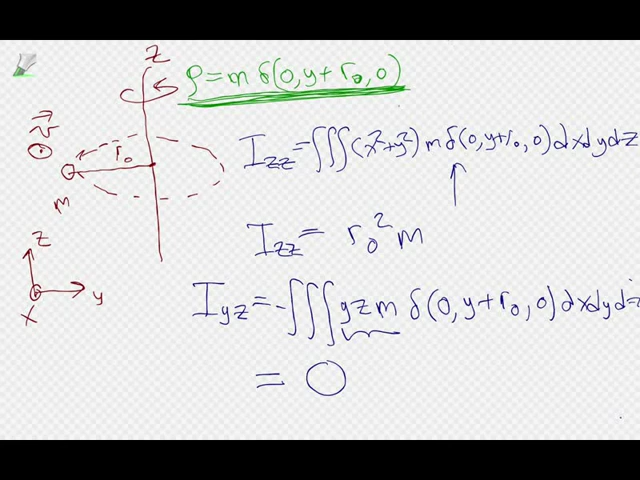 z
ρ = m δ(0, y + r₀, 0)
v⃗
r₀
m
I_zz = ∫∫∫ (x² + y²) m δ(0, y + r₀, 0) dx dy dz
I_zz = r₀² m
z
y
x
I_yz = -∫∫∫ y z m δ(0, y + r₀, 0) dx dy dz
= 0